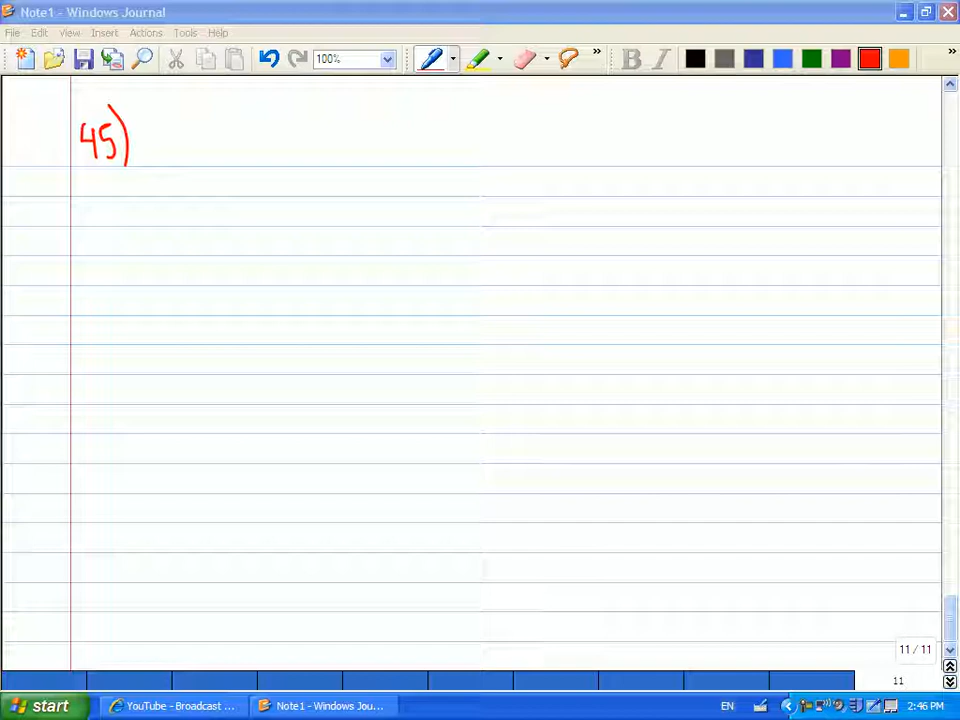 Note1 - Windows Journal
File Edit View Insert Actions Tools Help
100%
B I
»
»
45)
11 / 11
11
start
YouTube - Broadcast ...
Note1 - Windows Jour...
EN
2:46 PM